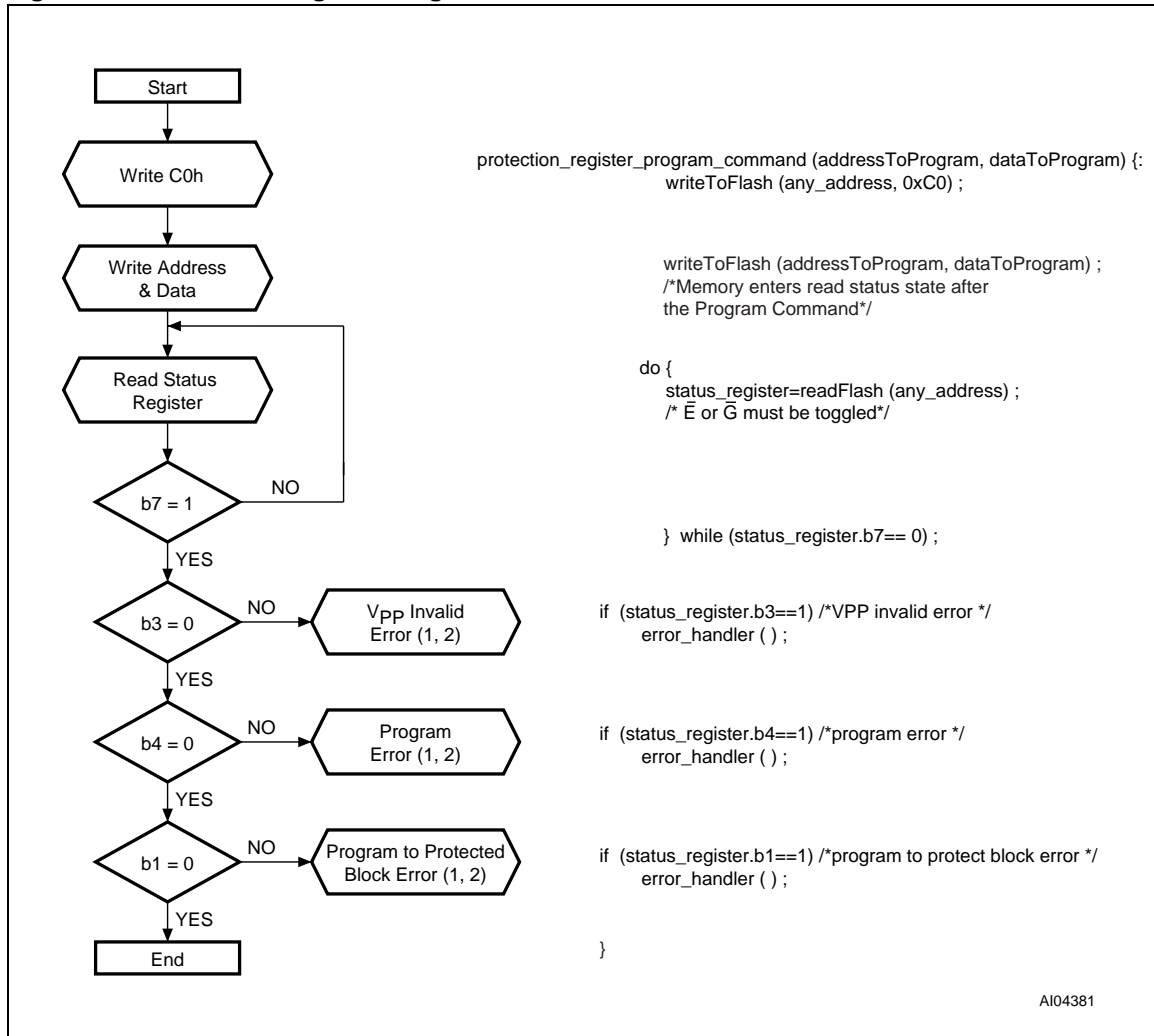 Start
Write C0h
protection_register_program_command (addressToProgram, dataToProgram) {:
writeToFlash (any_address, 0xC0) ;
Write Address
& Data
writeToFlash (addressToProgram, dataToProgram) ;
/*Memory enters read status state after
the Program Command*/
Read Status
Register
do {
status_register=readFlash (any_address) ;
/* E̅ or G̅ must be toggled*/
b7 = 1
NO
YES
} while (status_register.b7== 0) ;
b3 = 0
NO
YES
VPP Invalid
Error (1, 2)
if (status_register.b3==1) /*VPP invalid error */
error_handler ( ) ;
b4 = 0
NO
YES
Program
Error (1, 2)
if (status_register.b4==1) /*program error */
error_handler ( ) ;
b1 = 0
NO
YES
Program to Protected
Block Error (1, 2)
if (status_register.b1==1) /*program to protect block error */
error_handler ( ) ;
End
}
AI04381